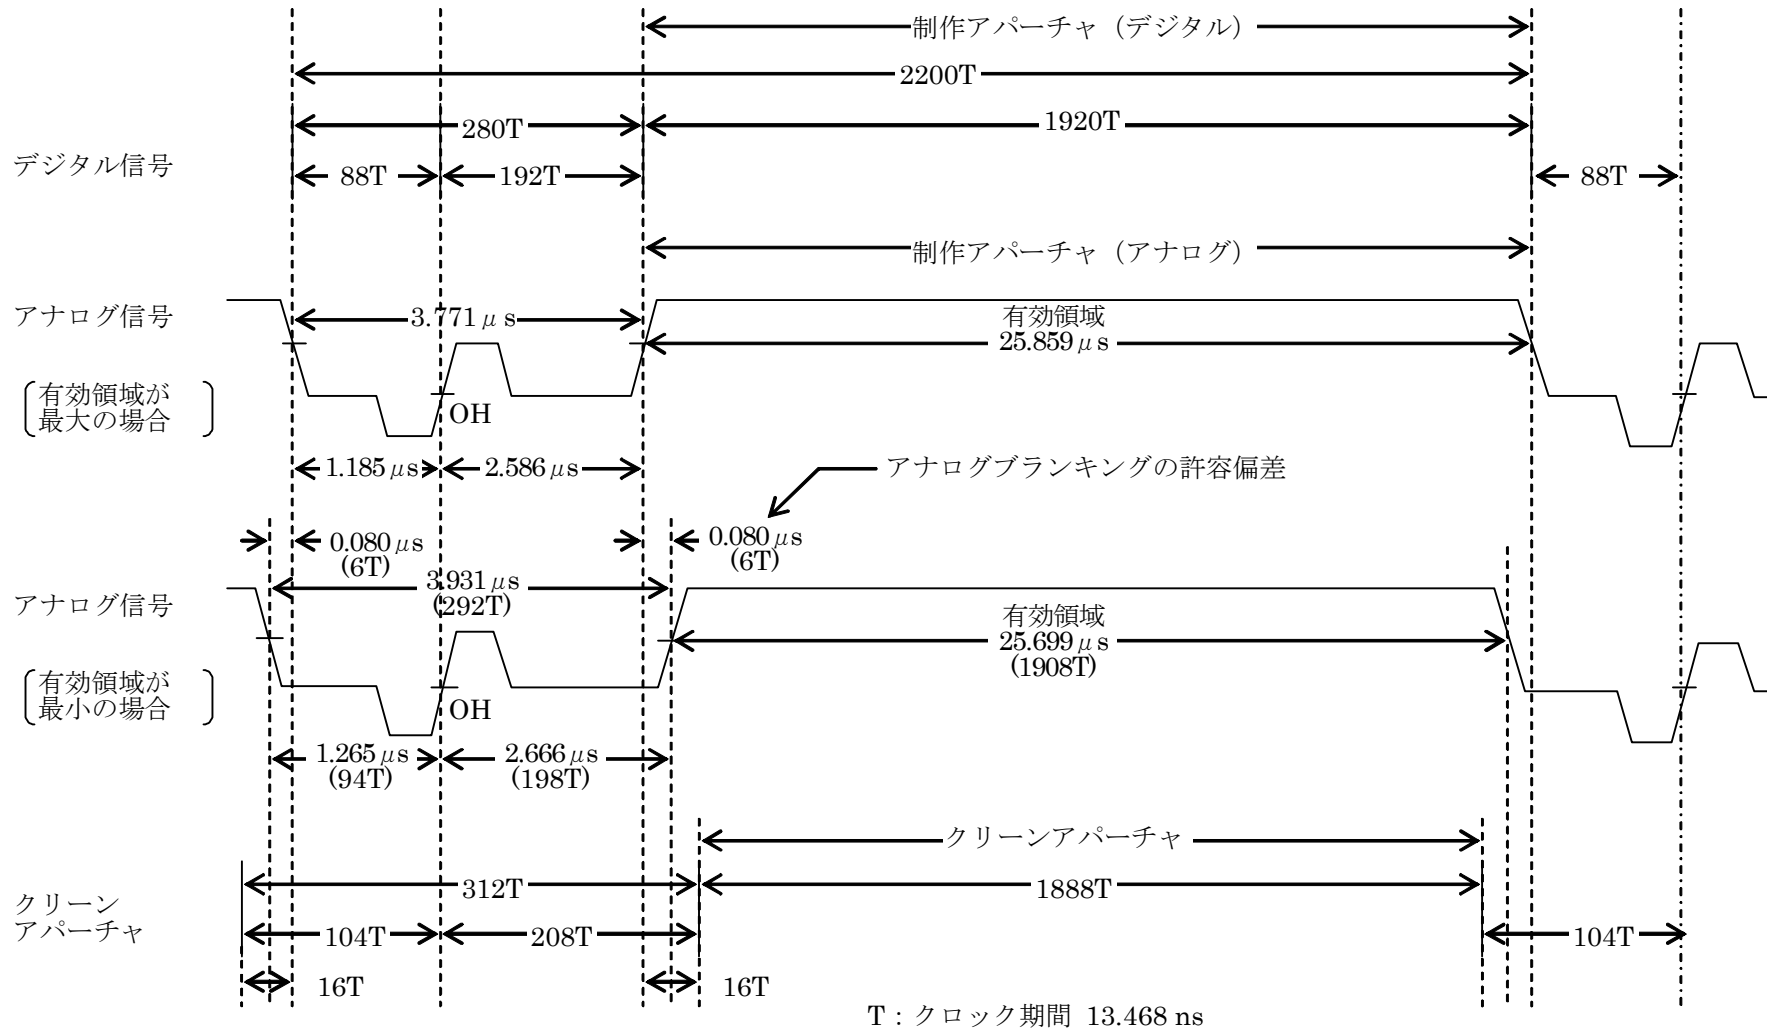 制作アパーチャ（デジタル）
2200T
280T
1920T
デジタル信号
88T
192T
88T
制作アパーチャ（アナログ）
アナログ信号
3.771μs
有効領域
25.859μs
有効領域が
最大の場合
OH
1.185μs
2.586μs
アナログブランキングの許容偏差
0.080μs
(6T)
0.080μs
(6T)
3.931μs
(292T)
アナログ信号
有効領域
25.699μs
(1908T)
有効領域が
最小の場合
OH
1.265μs
(94T)
2.666μs
(198T)
クリーンアパーチャ
312T
1888T
クリーン
アパーチャ
104T
208T
104T
16T
16T
T：クロック期間 13.468 ns